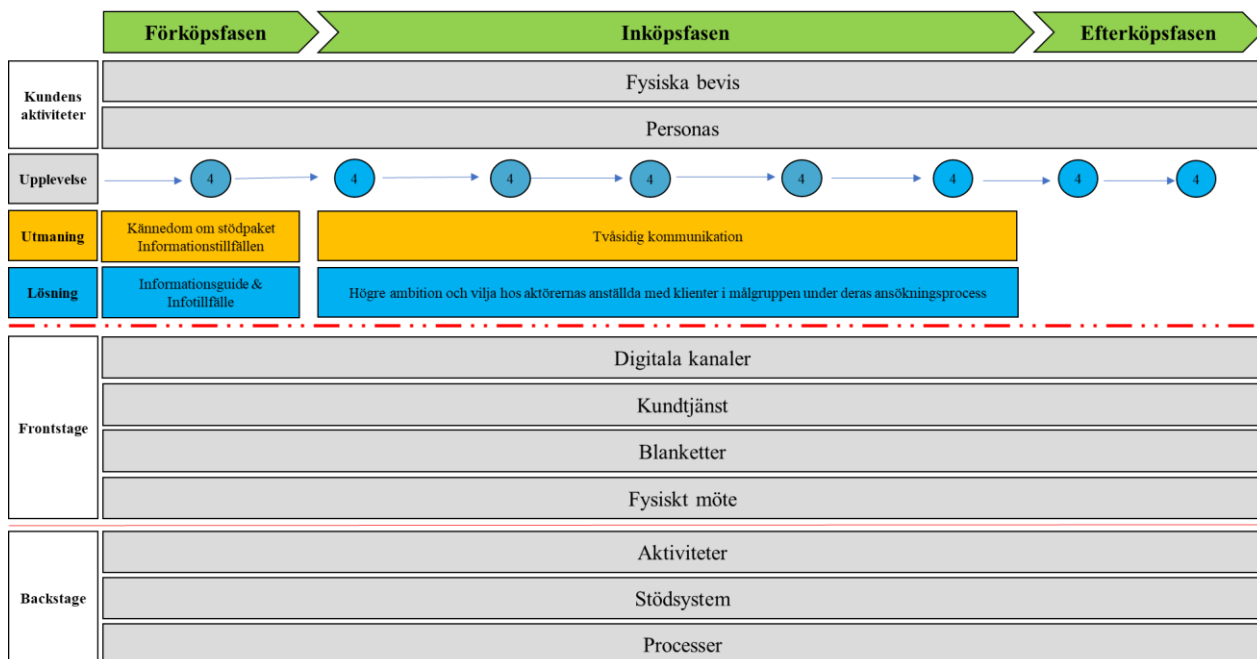 Förköpsfasen
Inköpsfasen
Efterköpsfasen
Kundens
aktiviteter
Fysiska bevis
Personas
Upplevelse
4
4
4
4
4
4
4
4
Utmaning
Kännedom om stödpaket
Informationstillfällen
Tvåsidig kommunikation
Lösning
Informationsguide &
Infotillfälle
Högre ambition och vilja hos aktörernas anställda med klienter i målgruppen under deras ansökningsprocess
Frontstage
Digitala kanaler
Kundtjänst
Blanketter
Fysiskt möte
Backstage
Aktiviteter
Stödsystem
Processer